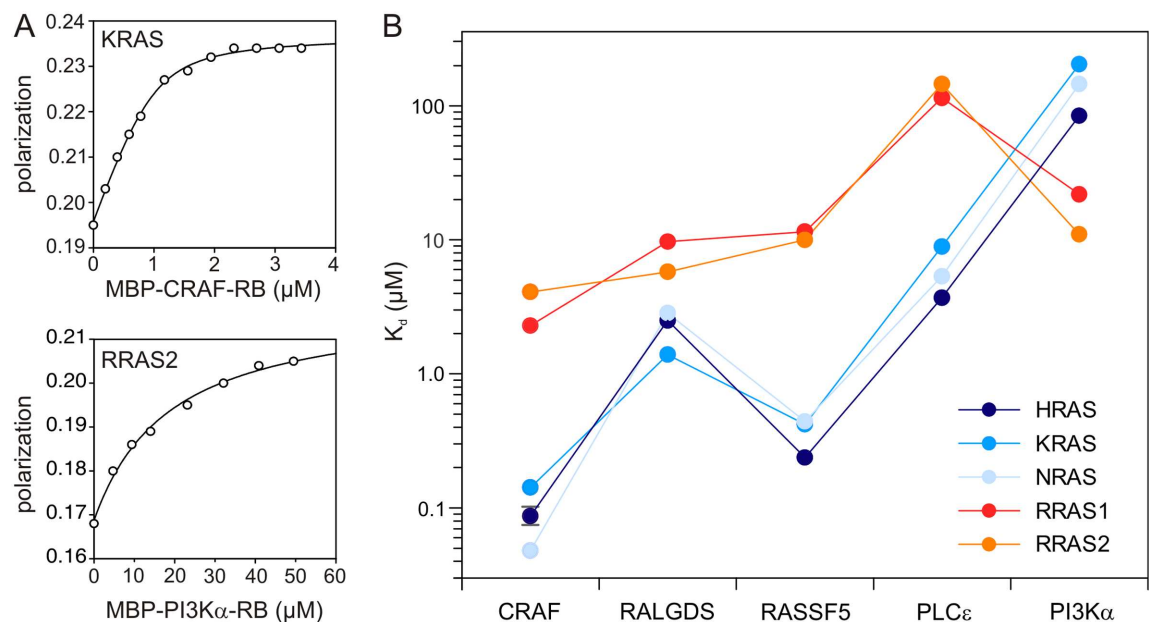 A
KRAS
0.24
0.23
0.22
0.21
0.20
0.19
polarization
0 1 2 3 4
MBP-CRAF-RB (µM)
RRAS2
0.21
0.20
0.19
0.18
0.17
0.16
polarization
0 10 20 30 40 50 60
MBP-PI3Kα-RB (µM)
B
100
10
1.0
0.1
Kd (µM)
HRAS
KRAS
NRAS
RRAS1
RRAS2
CRAF RALGDS RASSF5 PLCε PI3Kα